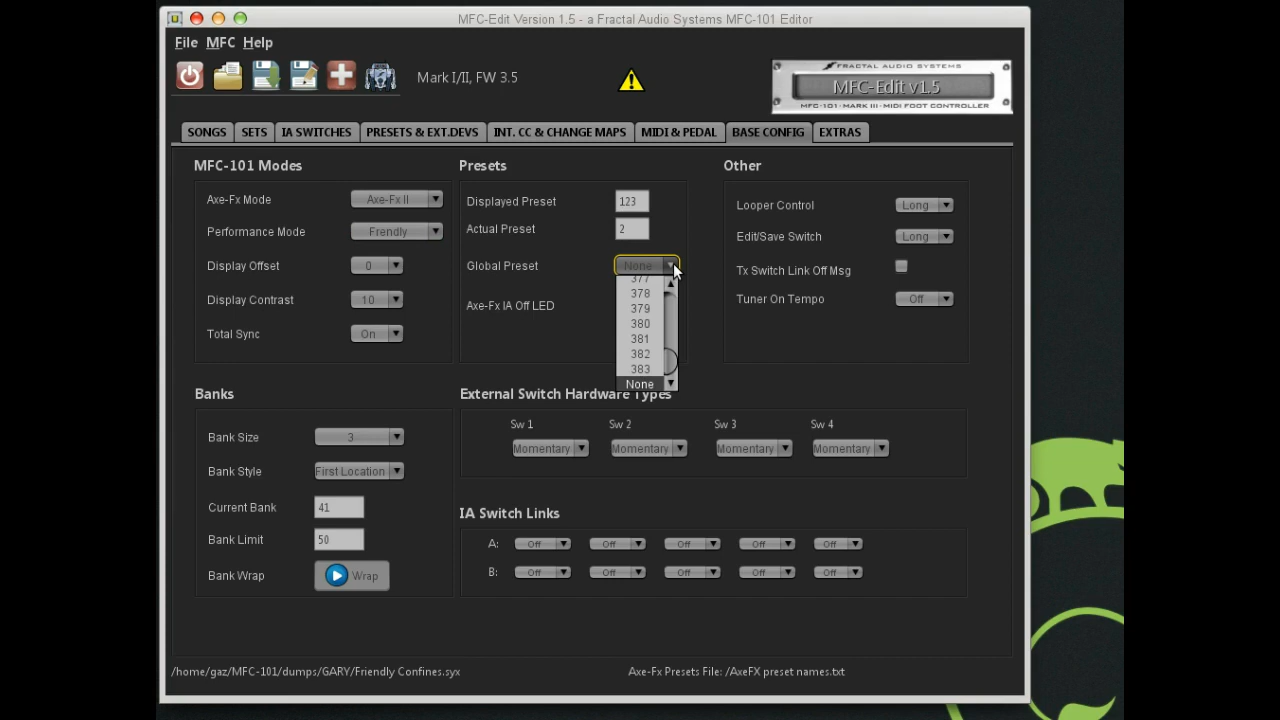 MFC-Edit Version 1.5 - a Fractal Audio Systems MFC-101 Editor
File MFC Help
Mark I/II, FW 3.5
FRACTAL AUDIO SYSTEMS
MFC-Edit v1.5
MFC-101 - MARK III - MIDI FOOT CONTROLLER
SONGS SETS IA SWITCHES PRESETS & EXT.DEVS INT. CC & CHANGE MAPS MIDI & PEDAL BASE CONFIG EXTRAS
MFC-101 Modes
Axe-Fx Mode Axe-Fx II
Performance Mode Frendly
Display Offset 0
Display Contrast 10
Total Sync On
Presets
Displayed Preset 123
Actual Preset 2
Global Preset None
377
378
379
380
381
382
383
None
Axe-Fx IA Off LED
Other
Looper Control Long
Edit/Save Switch Long
Tx Switch Link Off Msg
Tuner On Tempo Off
Banks
Bank Size 3
Bank Style First Location
Current Bank 41
Bank Limit 50
Bank Wrap Wrap
External Switch Hardware Types
Sw 1 Sw 2 Sw 3 Sw 4
Momentary Momentary Momentary Momentary
IA Switch Links
A: Off Off Off Off Off
B: Off Off Off Off Off
/home/gaz/MFC-101/dumps/GARY/Friendly Confines.syx
Axe-Fx Presets File: /AxeFX preset names.txt